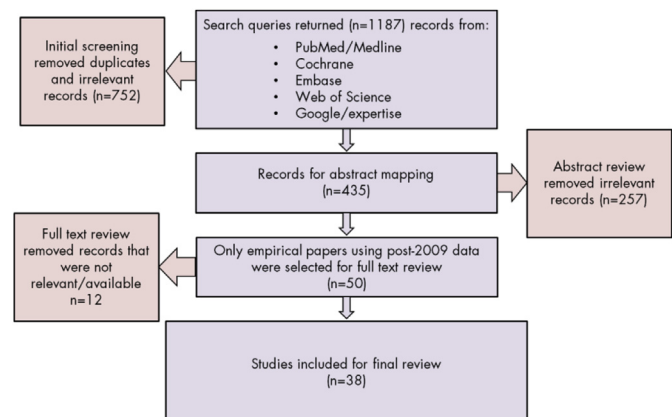 Search queries returned (n=1187) records from:
• PubMed/Medline
• Cochrane
• Embase
• Web of Science
• Google/expertise
Initial screening
removed duplicates
and irrelevant
records (n=752)
Records for abstract mapping
(n=435)
Abstract review
removed irrelevant
records (n=257)
Only empirical papers using post-2009 data
were selected for full text review
(n=50)
Full text review
removed records that
were not
relevant/available
n=12
Studies included for final review
(n=38)